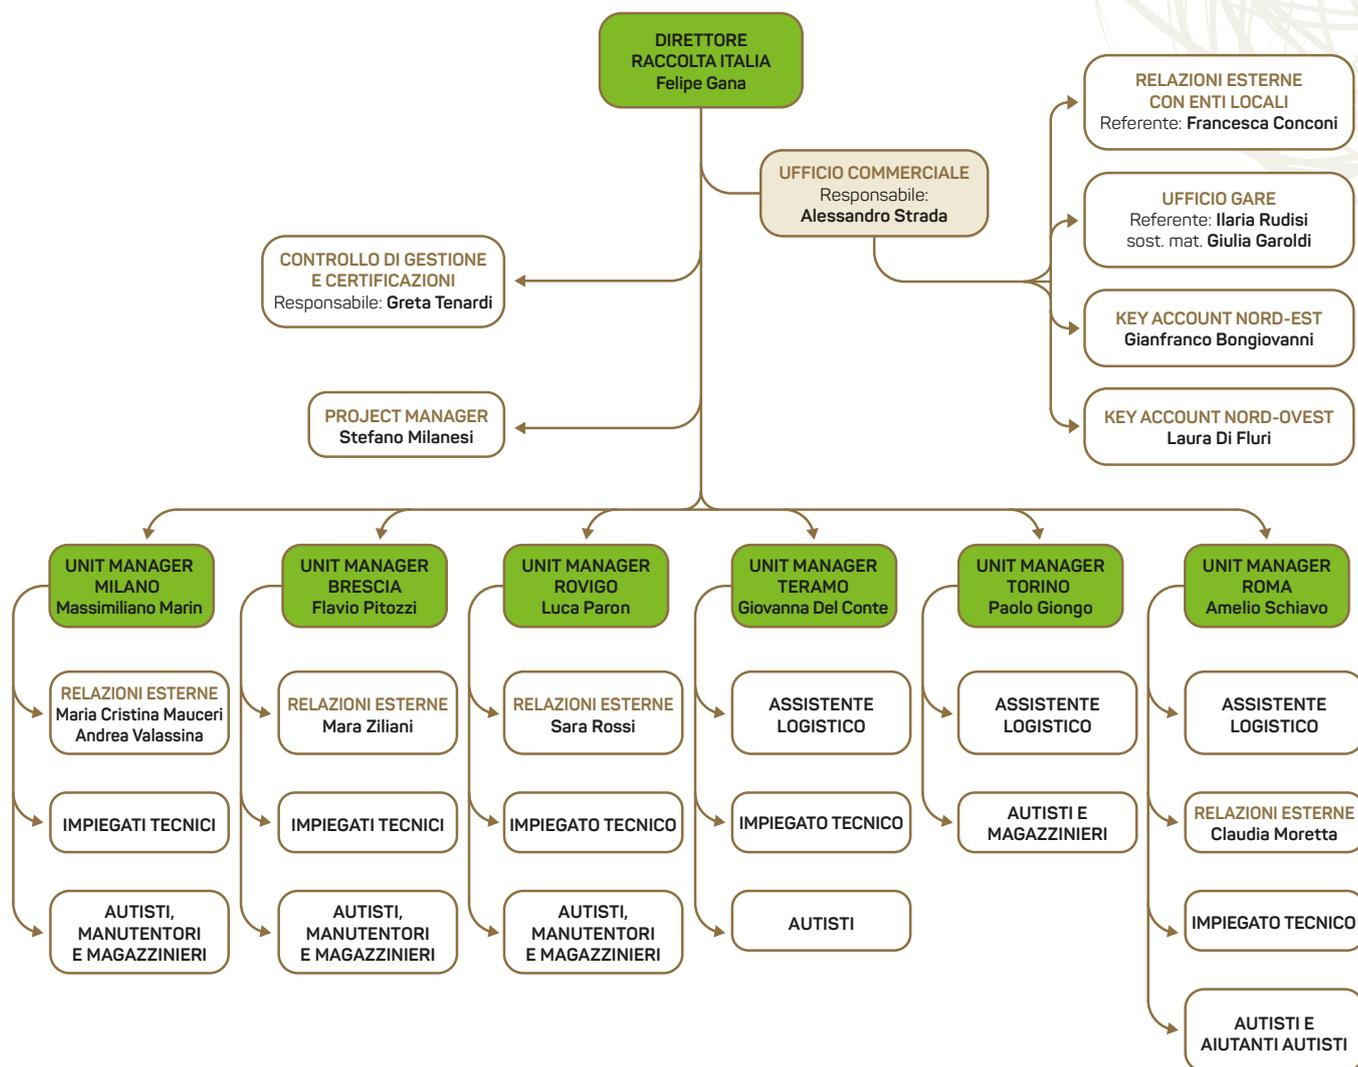 DIRETTORE
RACCOLTA ITALIA
Felipe Gana
RELAZIONI ESTERNE
CON ENTI LOCALI
Referente: Francesca Conconi
UFFICIO COMMERCIALE
Responsabile:
Alessandro Strada
UFFICIO GARE
Referente: Ilaria Rudisi
sost. mat. Giulia Garoldi
CONTROLLO DI GESTIONE
E CERTIFICAZIONI
Responsabile: Greta Tenardi
KEY ACCOUNT NORD-EST
Gianfranco Bongiovanni
PROJECT MANAGER
Stefano Milanesi
KEY ACCOUNT NORD-OVEST
Laura Di Fluri
UNIT MANAGER
MILANO
Massimiliano Marin
UNIT MANAGER
BRESCIA
Flavio Pitozzi
UNIT MANAGER
ROVIGO
Luca Paron
UNIT MANAGER
TERAMO
Giovanna Del Conte
UNIT MANAGER
TORINO
Paolo Giongo
UNIT MANAGER
ROMA
Amelio Schiavo
RELAZIONI ESTERNE
Maria Cristina Mauceri
Andrea Valassina
RELAZIONI ESTERNE
Mara Ziliani
RELAZIONI ESTERNE
Sara Rossi
ASSISTENTE
LOGISTICO
ASSISTENTE
LOGISTICO
ASSISTENTE
LOGISTICO
IMPIEGATI TECNICI
IMPIEGATI TECNICI
IMPIEGATO TECNICO
IMPIEGATO TECNICO
AUTISTI E
MAGAZZINIERI
RELAZIONI ESTERNE
Claudia Moretta
AUTISTI,
MANUTENTORI
E MAGAZZINIERI
AUTISTI,
MANUTENTORI
E MAGAZZINIERI
AUTISTI,
MANUTENTORI
E MAGAZZINIERI
AUTISTI
IMPIEGATO TECNICO
AUTISTI E
AIUTANTI AUTISTI